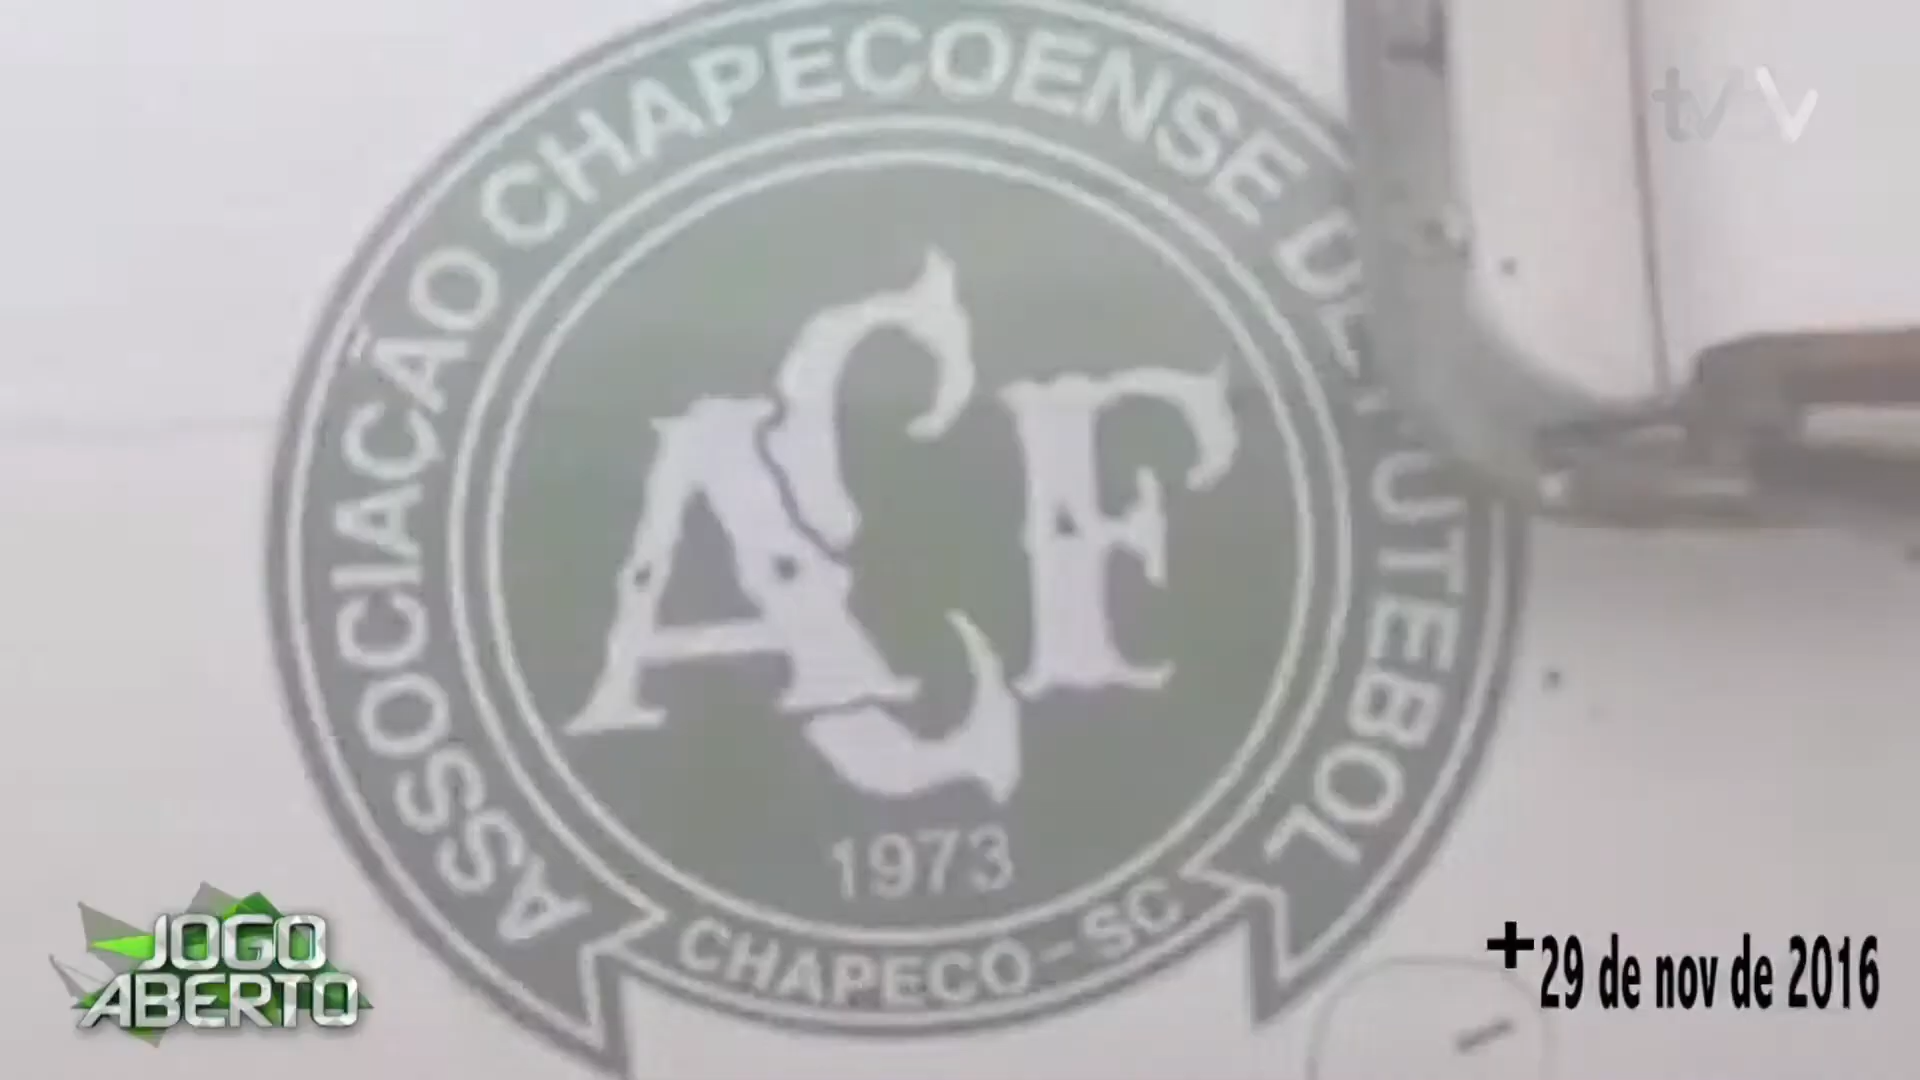 ASSOCIAÇÃO CHAPECOENSE DE FUTEBOL
ACF
1973
CHAPECO - SC
JOGO
ABERTO
+29 de nov de 2016